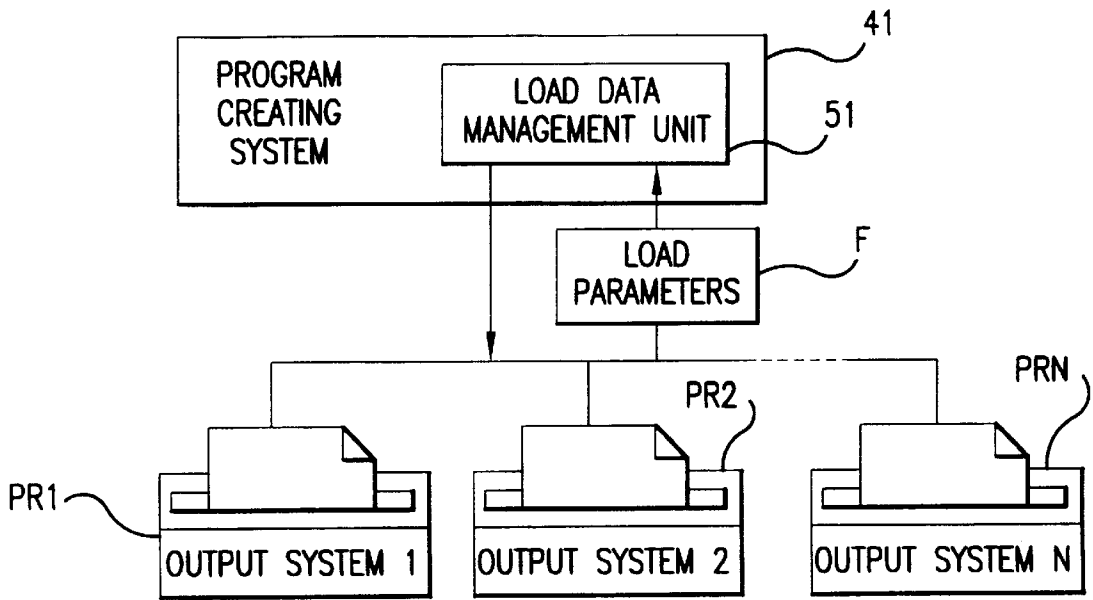 41
PROGRAM
CREATING
SYSTEM
LOAD DATA
MANAGEMENT UNIT
51
LOAD
PARAMETERS
F
PR1
PR2
PRN
OUTPUT SYSTEM 1
OUTPUT SYSTEM 2
OUTPUT SYSTEM N